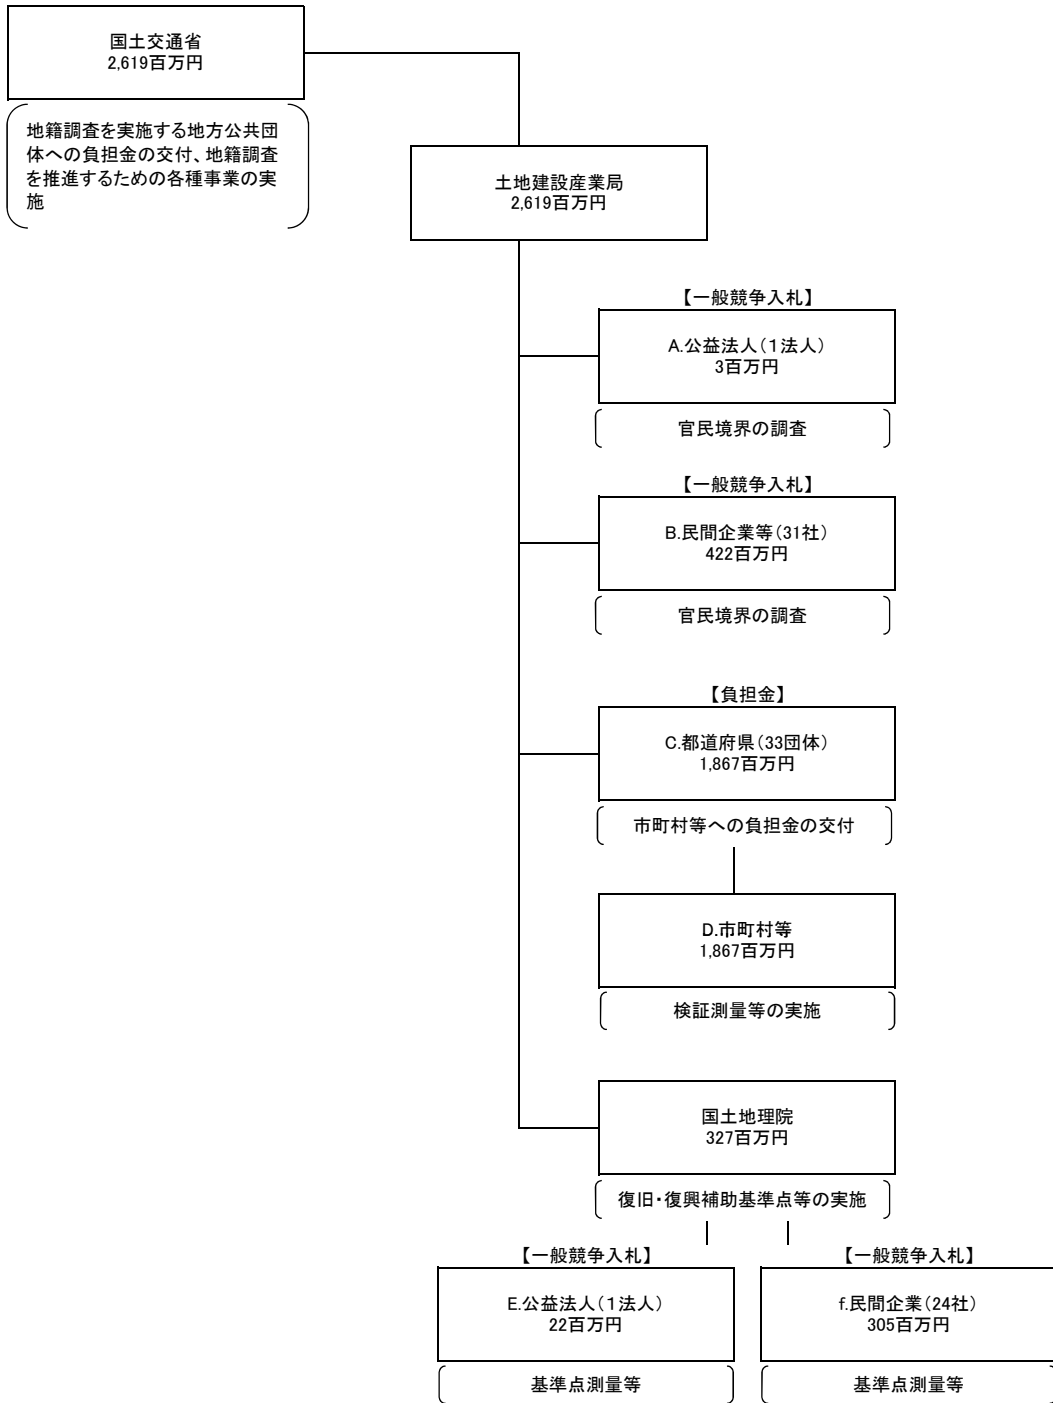 国土交通省
2,619百万円
地籍調査を実施する地方公共団
体への負担金の交付、地籍調査
を推進するための各種事業の実
施
土地建設産業局
2,619百万円
【一般競争入札】
A.公益法人(１法人)
3百万円
官民境界の調査
【一般競争入札】
B.民間企業等(31社)
422百万円
官民境界の調査
【負担金】
C.都道府県(33団体)
1,867百万円
市町村等への負担金の交付
D.市町村等
1,867百万円
検証測量等の実施
国土地理院
327百万円
復旧・復興補助基準点等の実施
【一般競争入札】
E.公益法人(１法人)
22百万円
基準点測量等
【一般競争入札】
f.民間企業(24社)
305百万円
基準点測量等